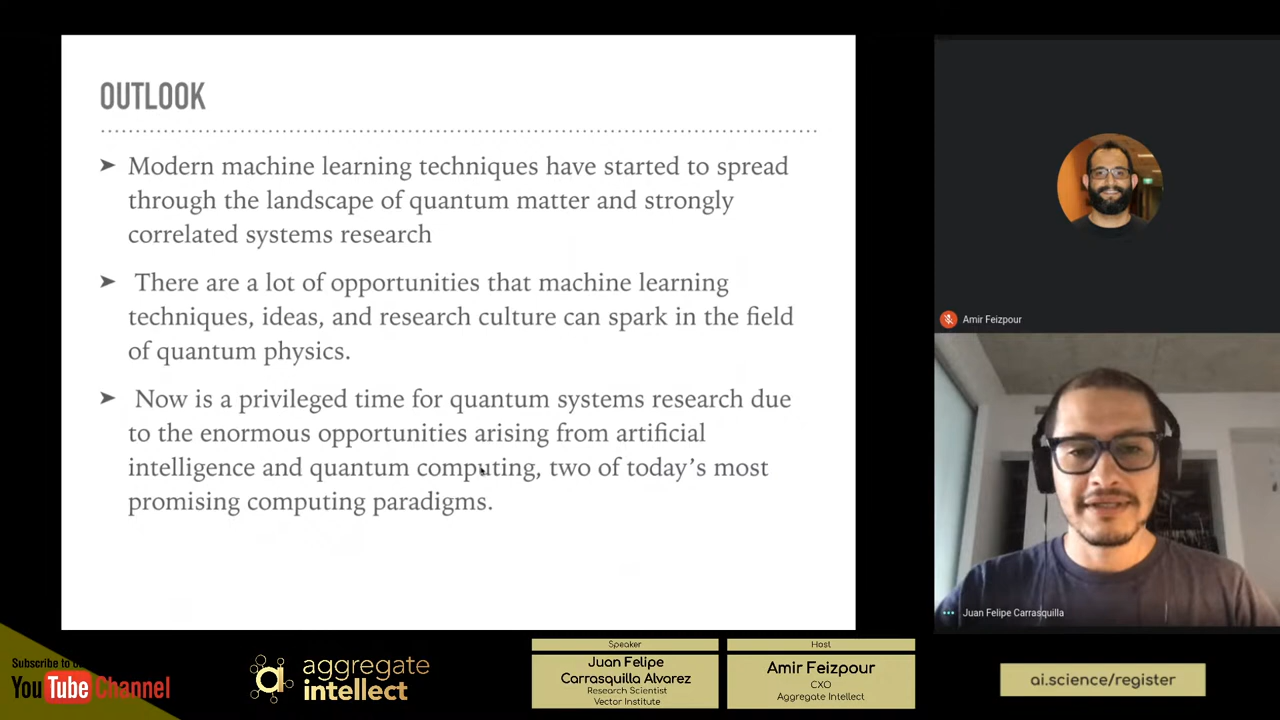 OUTLOOK
➤ Modern machine learning techniques have started to spread
through the landscape of quantum matter and strongly
correlated systems research
➤ There are a lot of opportunities that machine learning
techniques, ideas, and research culture can spark in the field
of quantum physics.
➤ Now is a privileged time for quantum systems research due
to the enormous opportunities arising from artificial
intelligence and quantum computing, two of today’s most
promising computing paradigms.
Amir Feizpour
Juan Felipe Carrasquilla
Subscribe to
YouTube Channel
ai
aggregate
intellect
Speaker
Juan Felipe
Carrasquilla Alvarez
Research Scientist
Vector Institute
Host
Amir Feizpour
CXO
Aggregate Intellect
ai.science/register